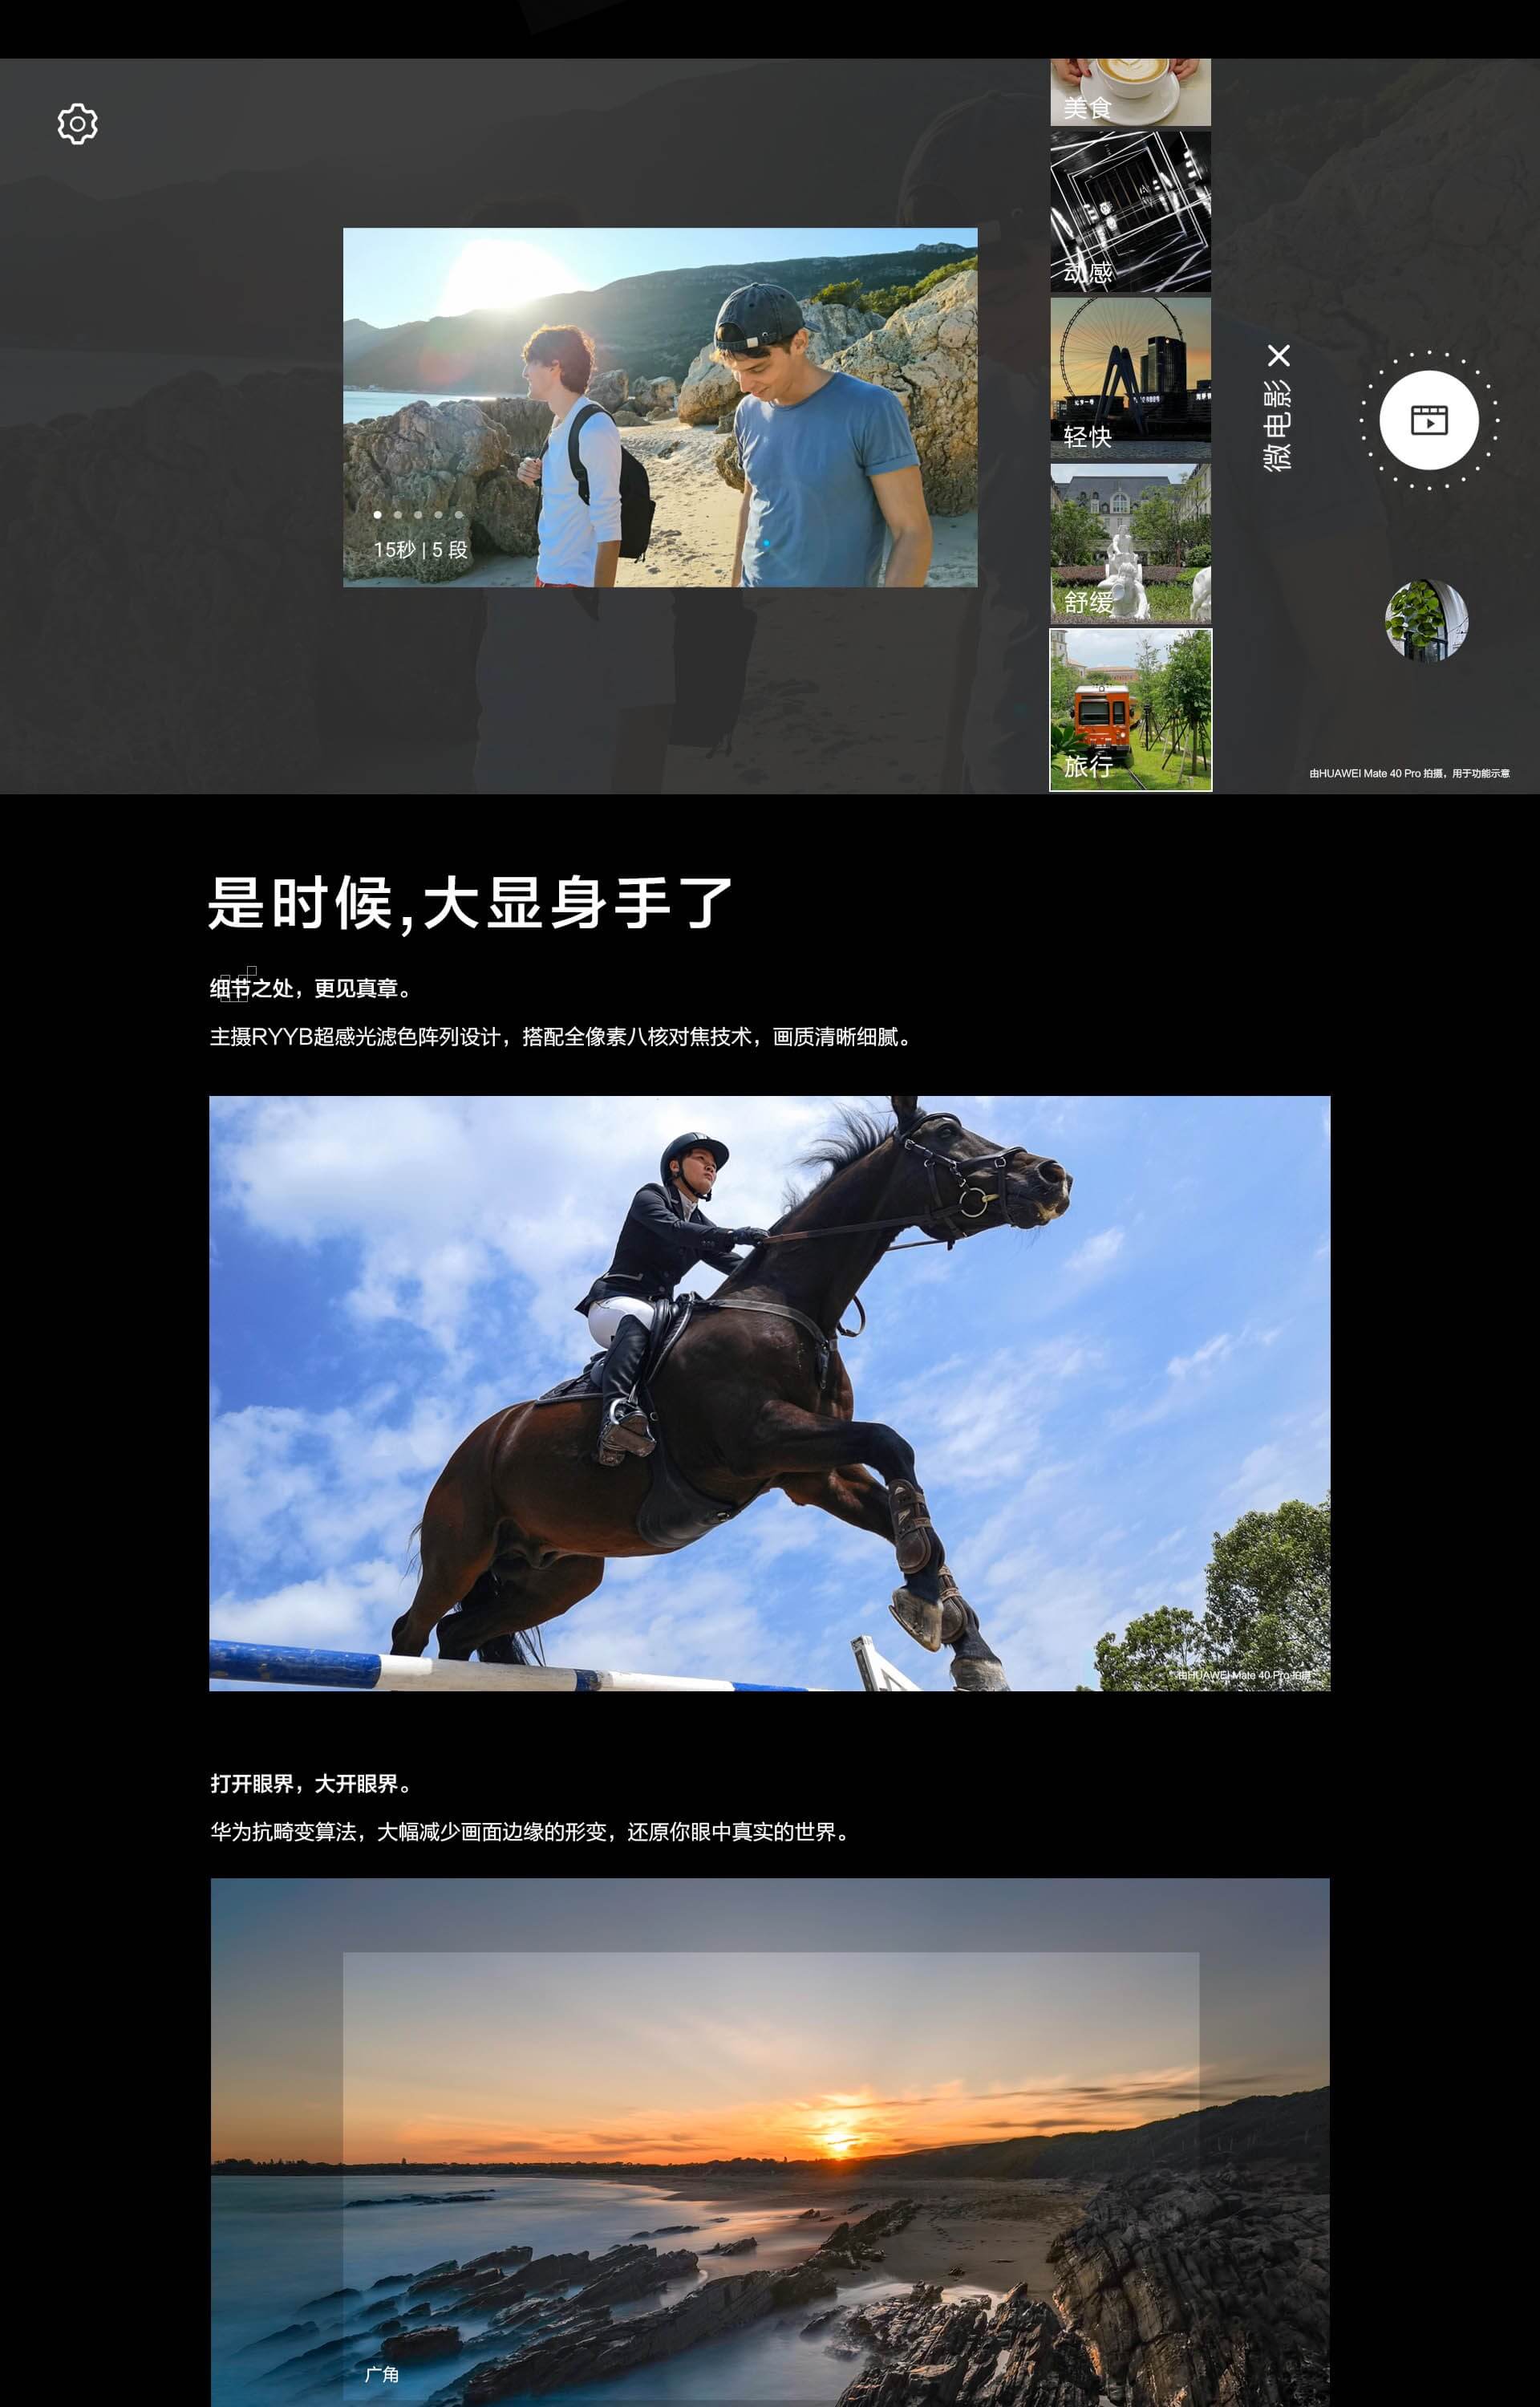 美食
动感
轻快
舒缓
旅行
微电影
15秒 | 5 段
由HUAWEI Mate 40 Pro 拍摄，用于功能示意
是时候,大显身手了
细节之处，更见真章。
主摄RYYB超感光滤色阵列设计，搭配全像素八核对焦技术，画质清晰细腻。
*由HUAWEI Mate 40 Pro 拍摄
打开眼界，大开眼界。
华为抗畸变算法，大幅减少画面边缘的形变，还原你眼中真实的世界。
广角